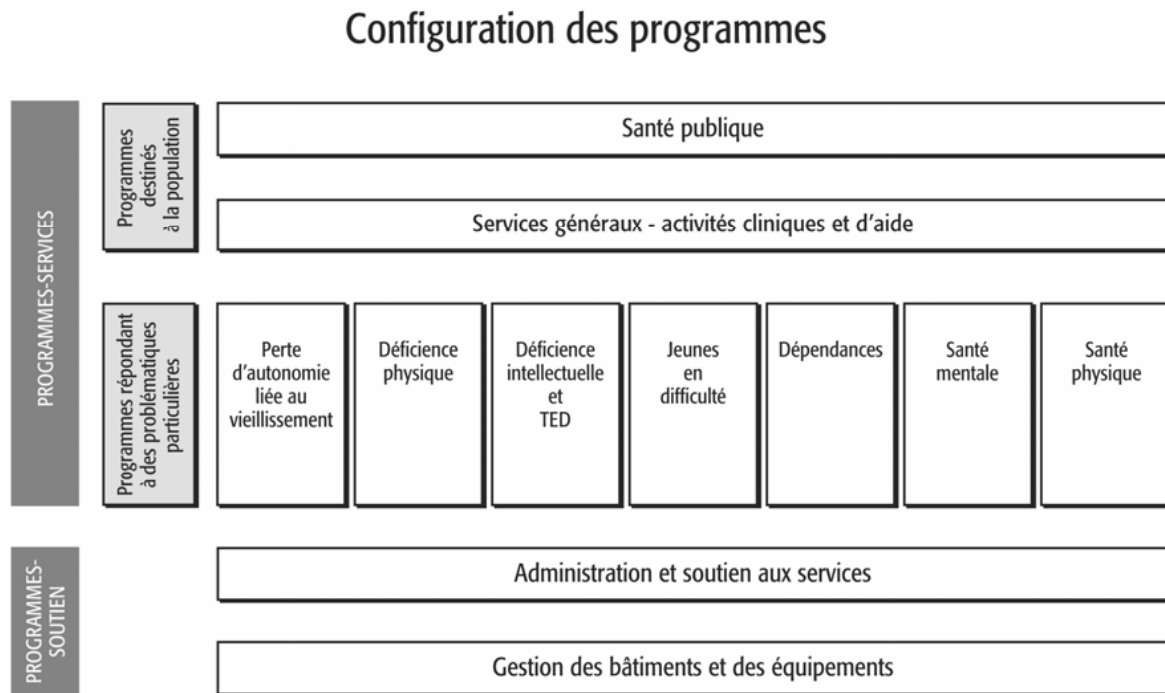 Configuration des programmes
PROGRAMMES-SERVICES
Programmes
destinés
à la population
Santé publique
Services généraux - activités cliniques et d'aide
Programmes répondant
à des problématiques
particulières
Perte
d'autonomie
liée au
vieillissement
Déficience
physique
Déficience
intellectuelle
et
TED
Jeunes
en
difficulté
Dépendances
Santé
mentale
Santé
physique
PROGRAMMES-
SOUTIEN
Administration et soutien aux services
Gestion des bâtiments et des équipements